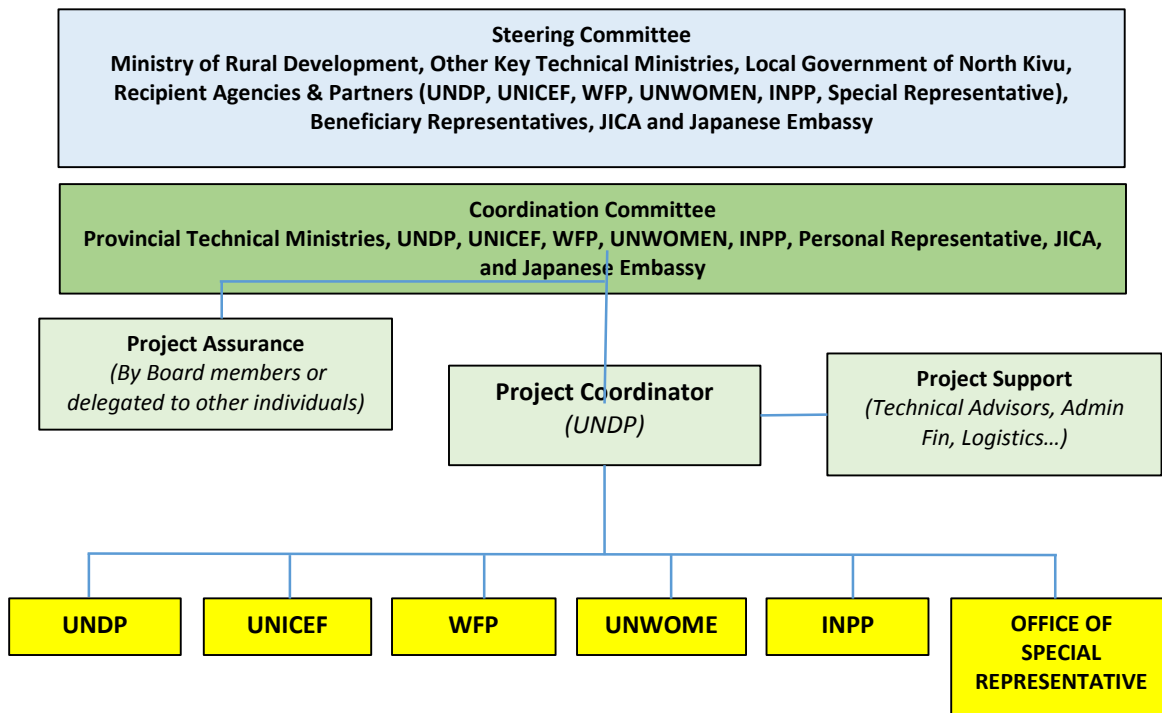 Steering Committee
Ministry of Rural Development, Other Key Technical Ministries, Local Government of North Kivu,
Recipient Agencies & Partners (UNDP, UNICEF, WFP, UNWOMEN, INPP, Special Representative),
Beneficiary Representatives, JICA and Japanese Embassy
Coordination Committee
Provincial Technical Ministries, UNDP, UNICEF, WFP, UNWOMEN, INPP, Personal Representative, JICA,
and Japanese Embassy
Project Assurance
(By Board members or
delegated to other individuals)
Project Coordinator
(UNDP)
Project Support
(Technical Advisors, Admin
Fin, Logistics…)
UNDP
UNICEF
WFP
UNWOME
INPP
OFFICE OF
SPECIAL
REPRESENTATIVE